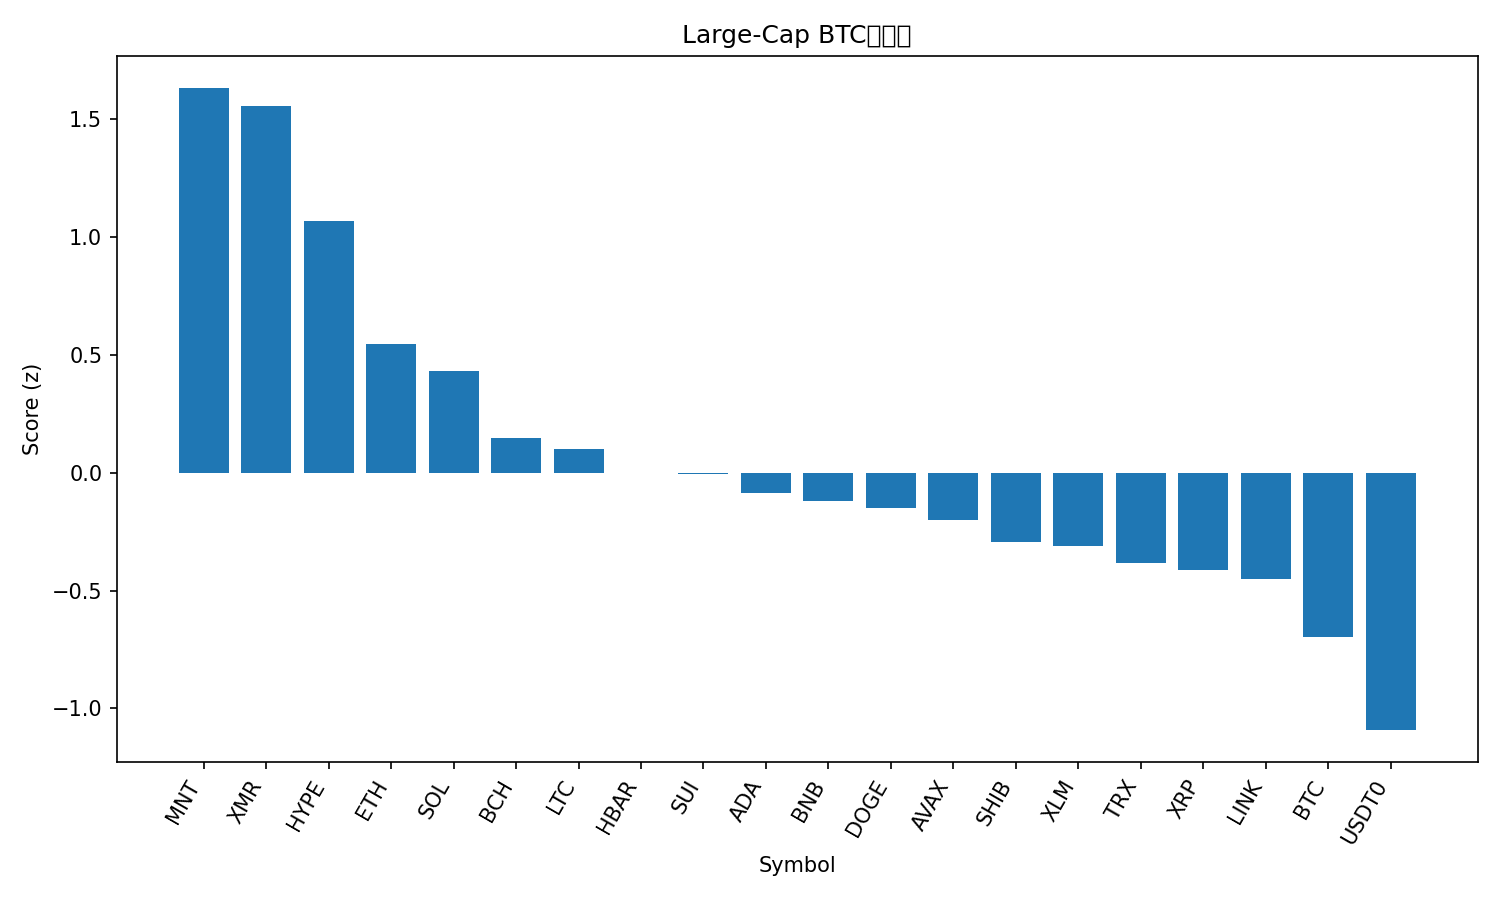 Large-Cap BTC
1.5
1.0
0.5
0.0
−0.5
−1.0
Score (z)
MNT
XMR
HYPE
ETH
SOL
BCH
LTC
HBAR
SUI
ADA
BNB
DOGE
AVAX
SHIB
XLM
TRX
XRP
LINK
BTC
USDT0
Symbol